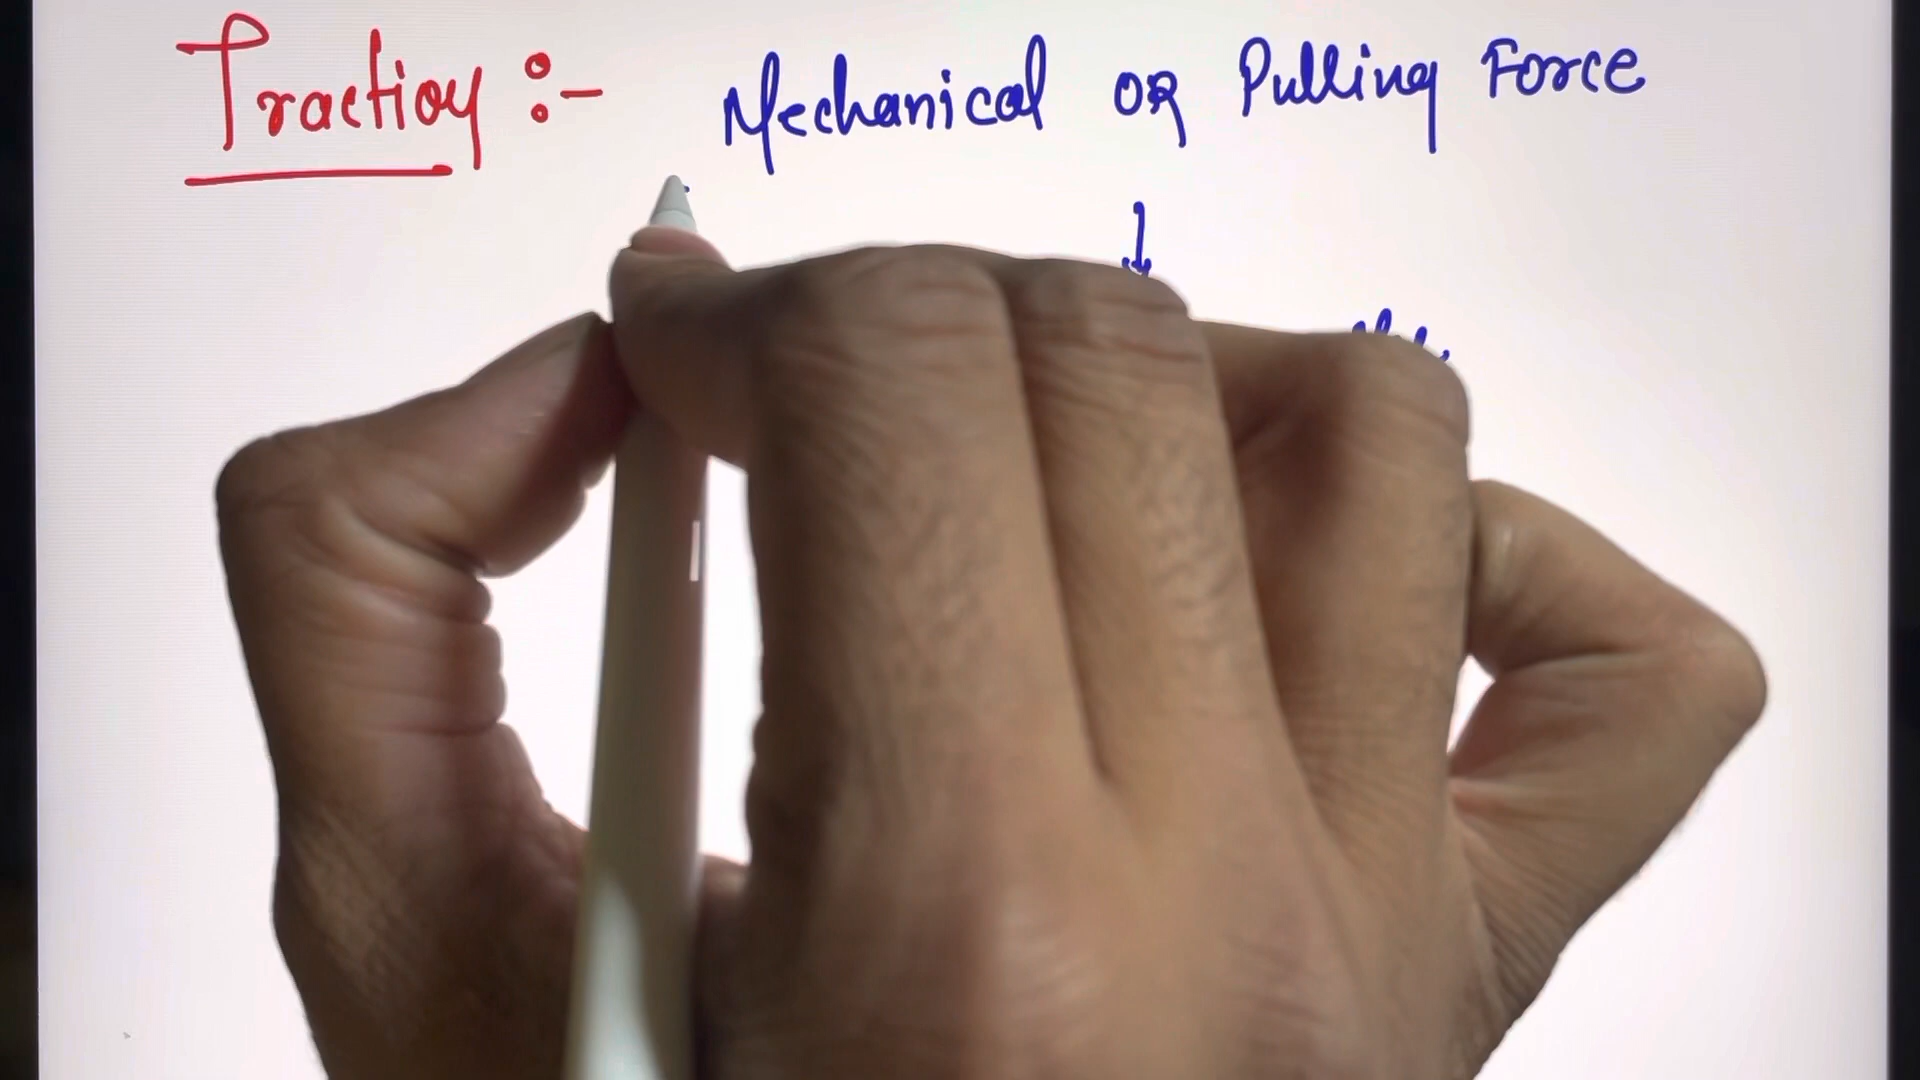 Traction :- Mechanical OR Pulling Force